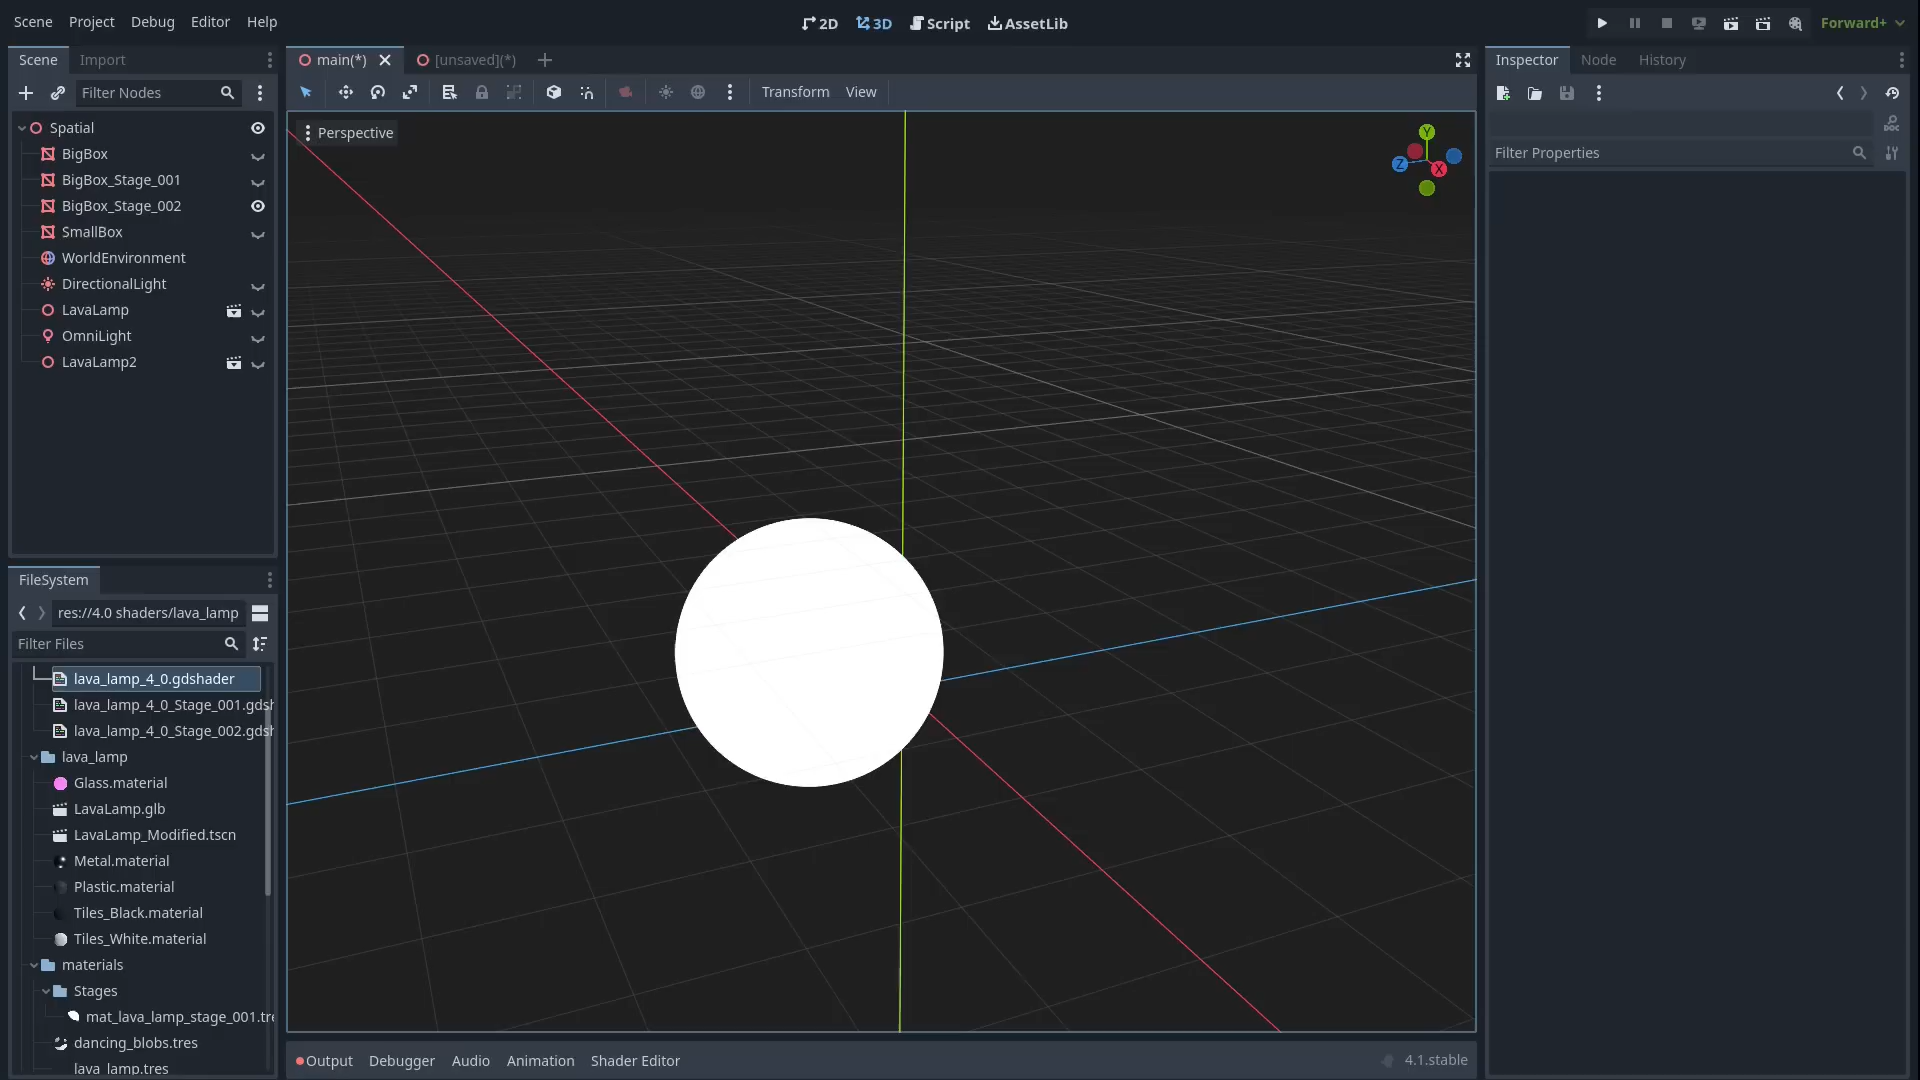 Scene Project Debug Editor Help
2D 3D Script AssetLib
Forward+
Scene Import
Filter Nodes
Spatial
BigBox
BigBox_Stage_001
BigBox_Stage_002
SmallBox
WorldEnvironment
DirectionalLight
LavaLamp
OmniLight
LavaLamp2
FileSystem
res://4.0 shaders/lava_lamp
Filter Files
lava_lamp_4_0.gdshader
lava_lamp_4_0_Stage_001.gdsh
lava_lamp_4_0_Stage_002.gdsh
lava_lamp
Glass.material
LavaLamp.glb
LavaLamp_Modified.tscn
Metal.material
Plastic.material
Tiles_Black.material
Tiles_White.material
materials
Stages
mat_lava_lamp_stage_001.tre
dancing_blobs.tres
lava_lamp.tres
main(*) [unsaved](*)
Transform View
Perspective
Y
Z X
Output Debugger Audio Animation Shader Editor
4.1.stable
Inspector Node History
DOC
Filter Properties